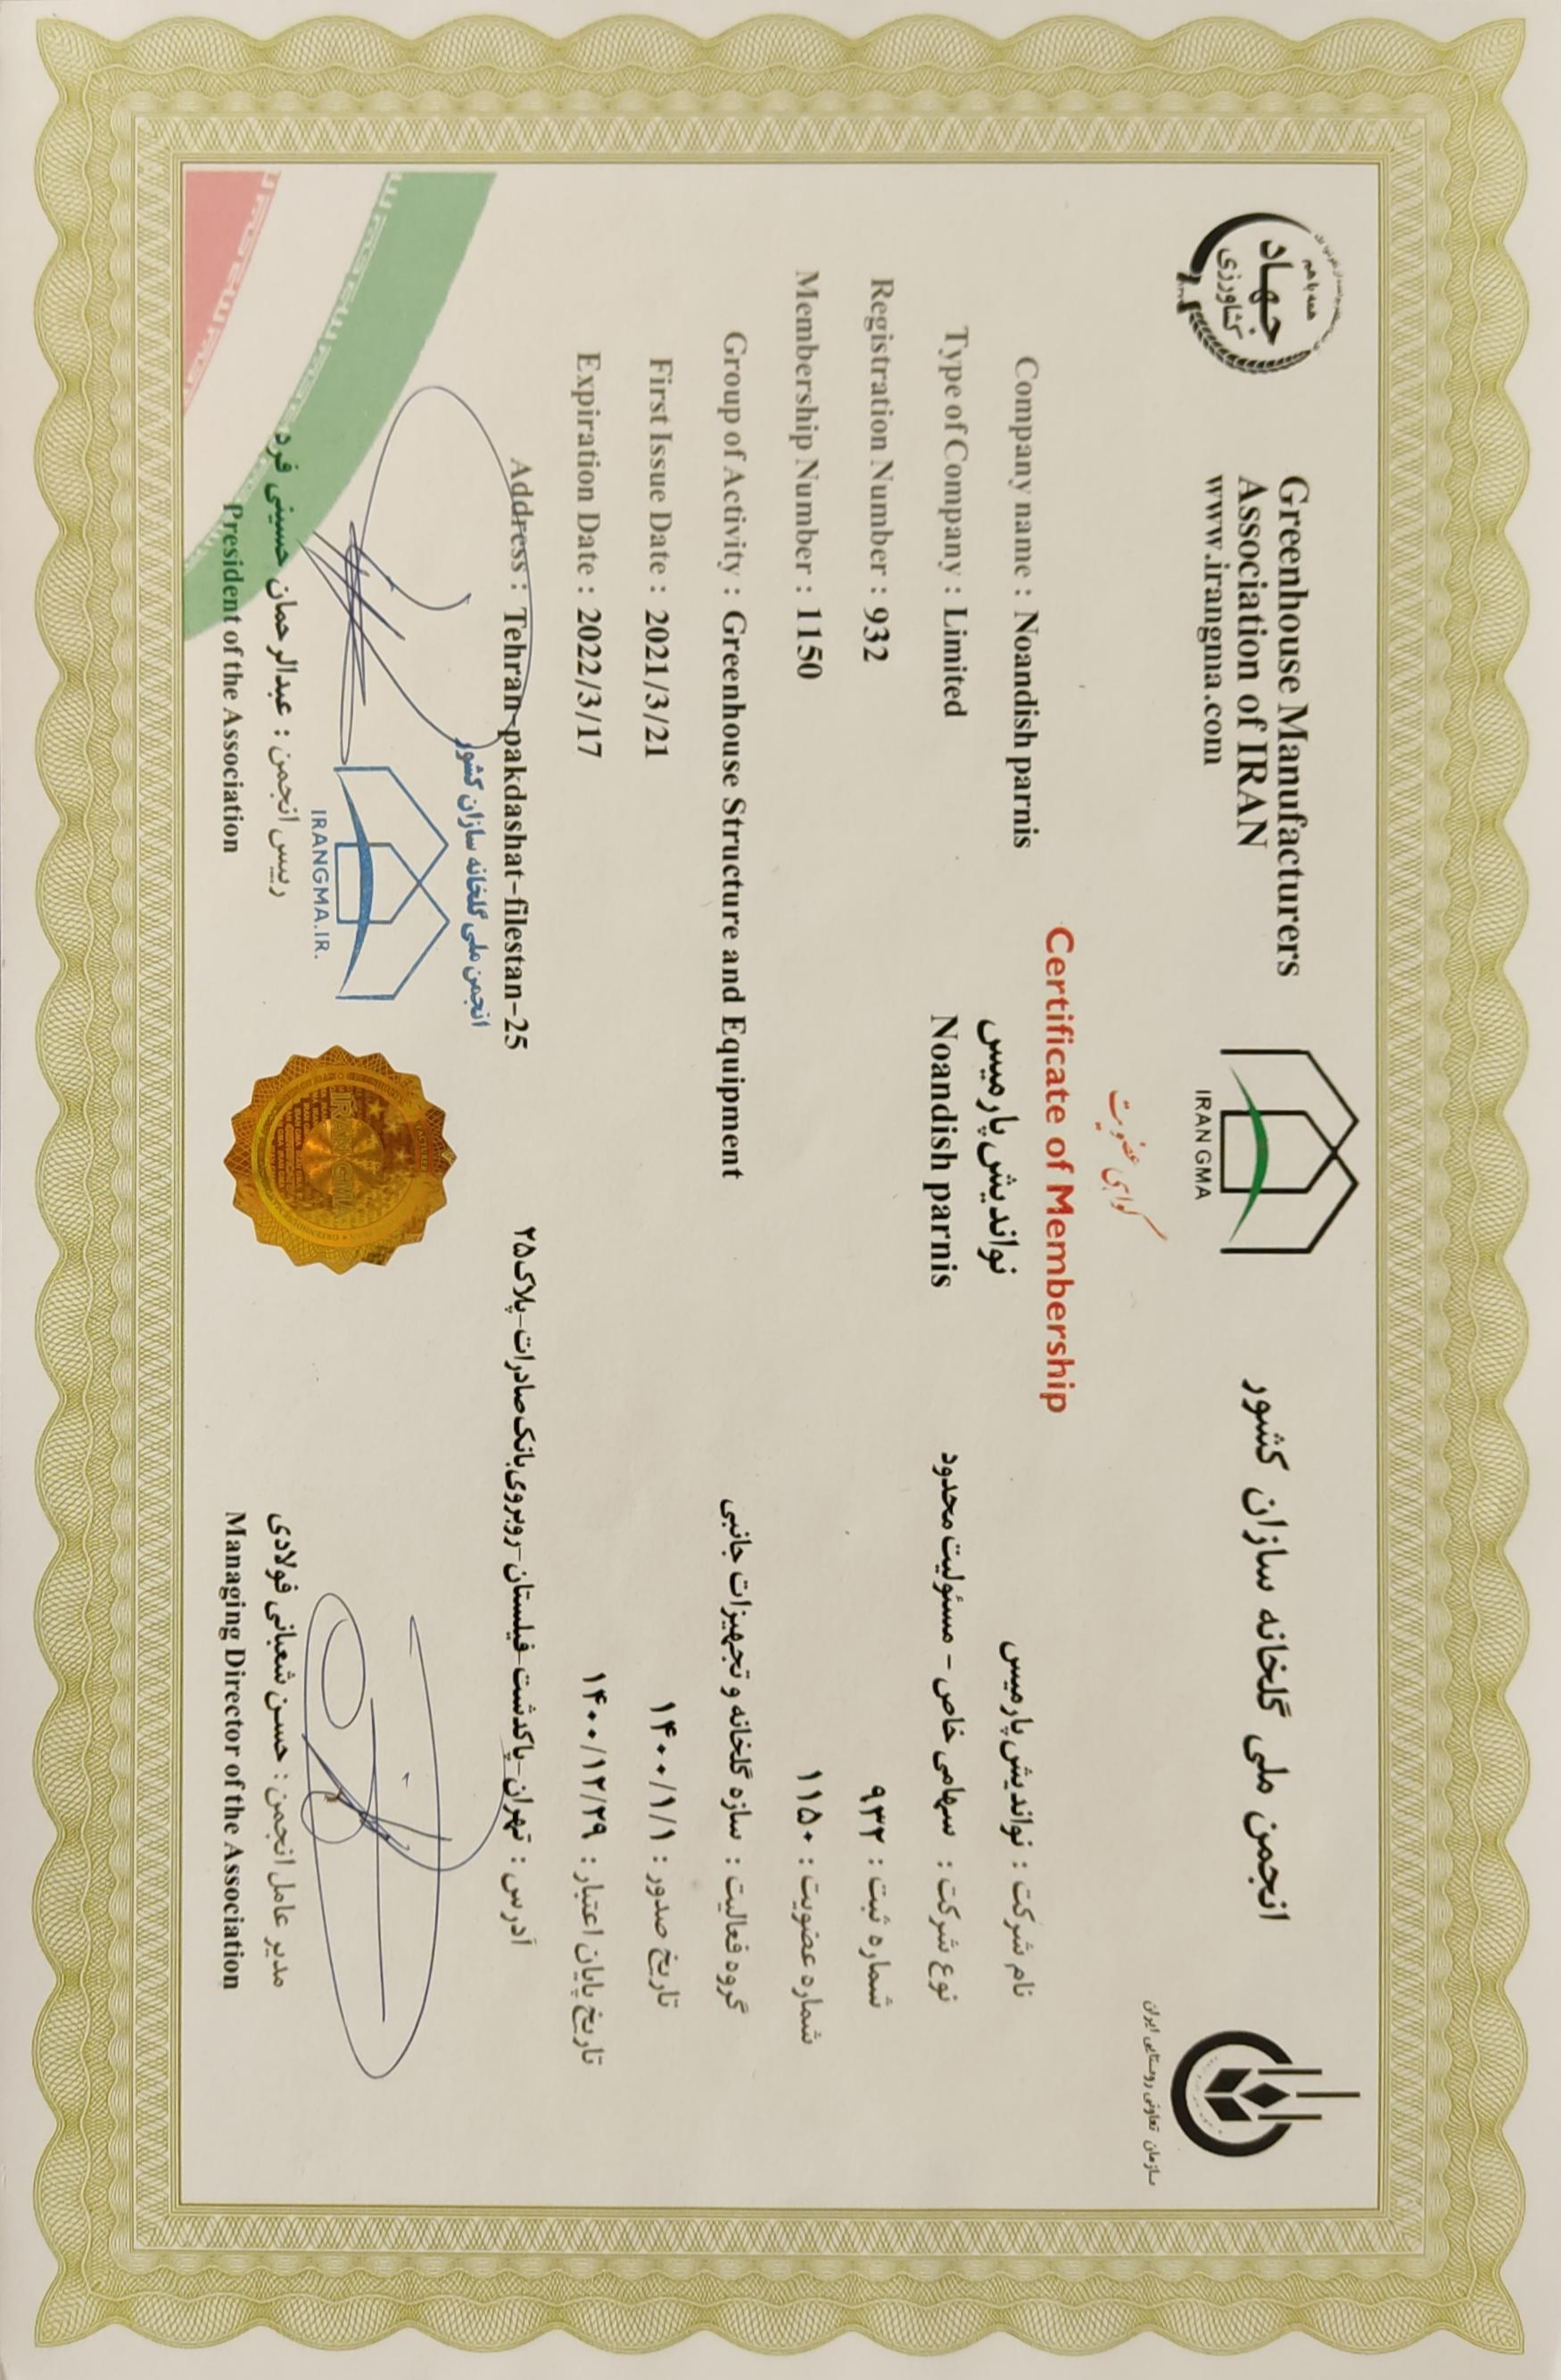 همه با هم
جهاد
کشاورزی
Greenhouse Manufacturers
Association of IRAN
www.irangma.com
IRAN GMA
انجمن ملی گلخانه سازان کشور
سازمان تعاونی روستایی ایران
گواهی عضویت
Certificate of Membership
نواندیش پارمیس
Noandish parnis
Company name : Noandish parnis
نام شرکت : نواندیش پارمیس
Type of Company : Limited
نوع شرکت : سهامی خاص - مسئولیت محدود
Registration Number : 932
شماره ثبت : ۹۳۲
Membership Number : 1150
شماره عضویت : ۱۱۵۰
Group of Activity : Greenhouse Structure and Equipment
گروه فعالیت : سازه گلخانه و تجهیزات جانبی
First Issue Date : 2021/3/21
تاریخ صدور : ۱۴۰۰/۱/۱
Expiration Date : 2022/3/17
تاریخ پایان اعتبار : ۱۴۰۰/۱۲/۲۹
Address : Tehran-pakdashat-filestan-25
آدرس : تهران-پاکدشت-فیلستان-روبروی بانک صادرات-پلاک۲۵
انجمن ملی گلخانه سازان کشور
IRANGMA.IR.
رییس انجمن : عبدالرحمان حسینی فرد
President of the Association
مدیر عامل انجمن : حسن شعبانی فولادی
Managing Director of the Association